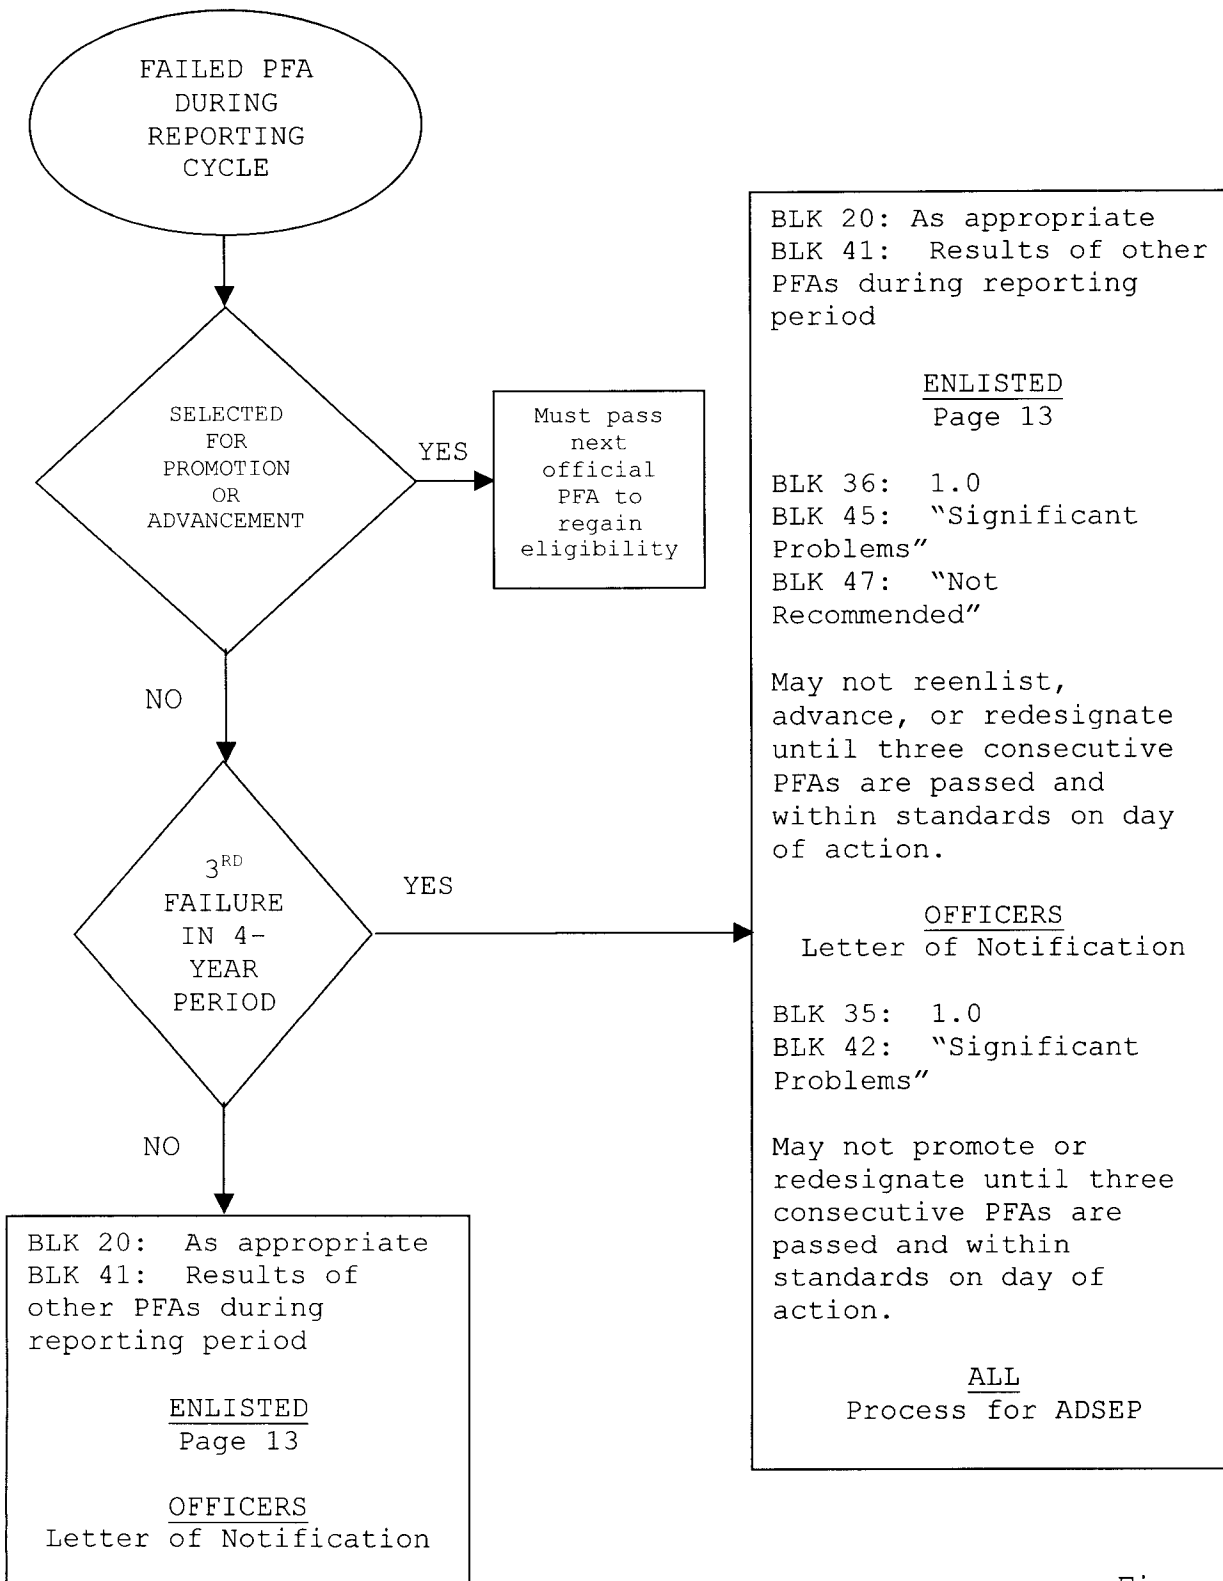 FAILED PFA
DURING
REPORTING
CYCLE
SELECTED
FOR
PROMOTION
OR
ADVANCEMENT
YES
Must pass
next
official
PFA to
regain
eligibility
NO
3RD
FAILURE
IN 4-
YEAR
PERIOD
YES
NO
BLK 20: As appropriate
BLK 41: Results of
other PFAs during
reporting period
ENLISTED
Page 13
OFFICERS
Letter of Notification
BLK 20: As appropriate
BLK 41: Results of other
PFAs during reporting
period
ENLISTED
Page 13
BLK 36: 1.0
BLK 45: “Significant
Problems”
BLK 47: “Not
Recommended”
May not reenlist,
advance, or redesignate
until three consecutive
PFAs are passed and
within standards on day
of action.
OFFICERS
Letter of Notification
BLK 35: 1.0
BLK 42: “Significant
Problems”
May not promote or
redesignate until three
consecutive PFAs are
passed and within
standards on day of
action.
ALL
Process for ADSEP